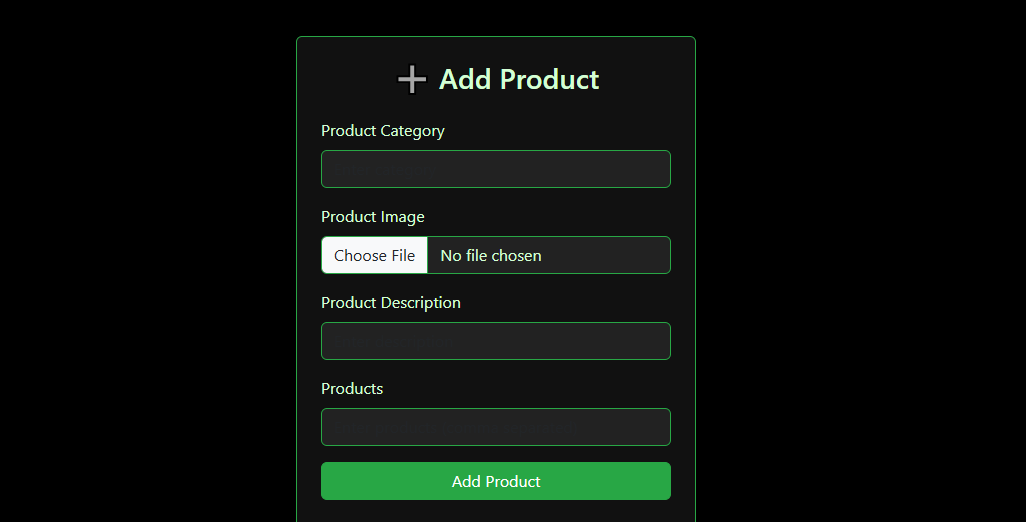 ➕ Add Product
Product Category
Product Image
Choose File No file chosen
Product Description
Products
Add Product